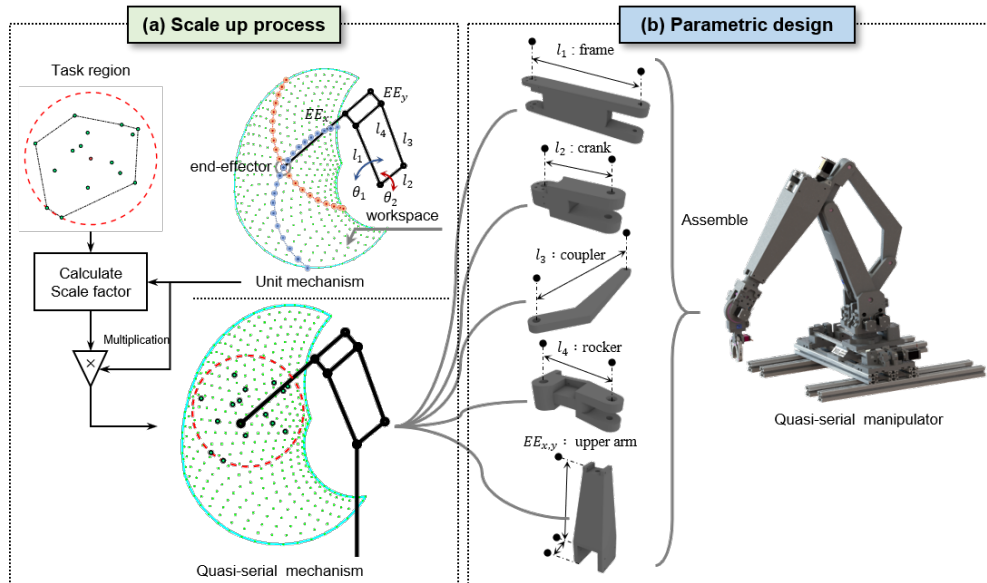 (a) Scale up process
Task region
EE_y
EE_x
l_4
l_3
l_1
l_2
end-effector
θ_1
θ_2
workspace
Calculate
Scale factor
Unit mechanism
Multiplication
×
Quasi-serial mechanism
(b) Parametric design
l_1 : frame
l_2 : crank
l_3 : coupler
l_4 : rocker
EE_{x,y} : upper arm
Assemble
Quasi-serial manipulator